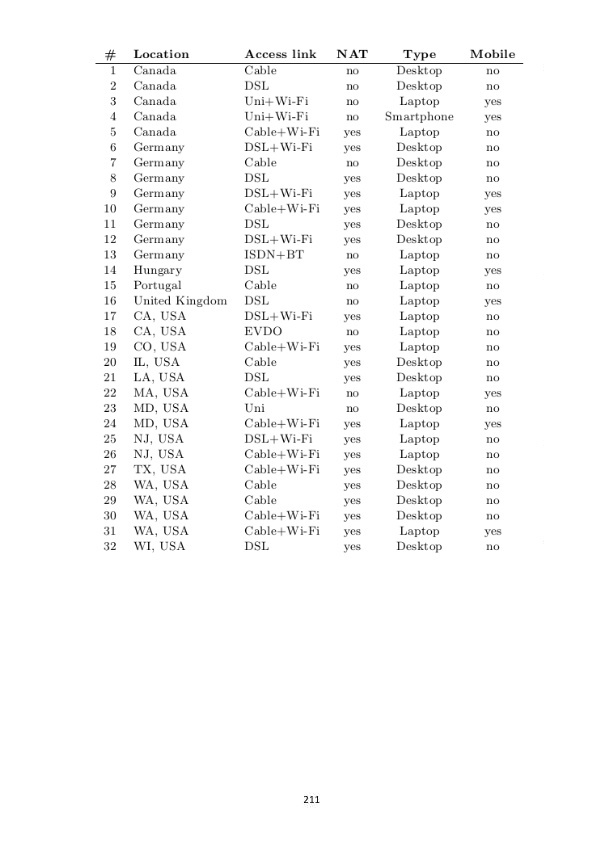 # Location Access link NAT Type Mobile
1 Canada Cable no Desktop no
2 Canada DSL no Desktop no
3 Canada Uni+Wi-Fi no Laptop yes
4 Canada Uni+Wi-Fi no Smartphone yes
5 Canada Cable+Wi-Fi yes Laptop no
6 Germany DSL+Wi-Fi yes Desktop no
7 Germany Cable no Desktop no
8 Germany DSL yes Desktop no
9 Germany DSL+Wi-Fi yes Laptop yes
10 Germany Cable+Wi-Fi yes Laptop yes
11 Germany DSL yes Desktop no
12 Germany DSL+Wi-Fi yes Desktop no
13 Germany ISDN+BT no Laptop no
14 Hungary DSL yes Laptop yes
15 Portugal Cable no Laptop no
16 United Kingdom DSL no Laptop yes
17 CA, USA DSL+Wi-Fi yes Laptop no
18 CA, USA EVDO no Laptop no
19 CO, USA Cable+Wi-Fi yes Laptop no
20 IL, USA Cable yes Desktop no
21 LA, USA DSL yes Desktop no
22 MA, USA Cable+Wi-Fi no Laptop yes
23 MD, USA Uni no Desktop no
24 MD, USA Cable+Wi-Fi yes Laptop yes
25 NJ, USA DSL+Wi-Fi yes Laptop no
26 NJ, USA Cable+Wi-Fi yes Laptop no
27 TX, USA Cable+Wi-Fi yes Desktop no
28 WA, USA Cable yes Desktop no
29 WA, USA Cable yes Desktop no
30 WA, USA Cable+Wi-Fi yes Desktop no
31 WA, USA Cable+Wi-Fi yes Laptop yes
32 WI, USA DSL yes Desktop no
211